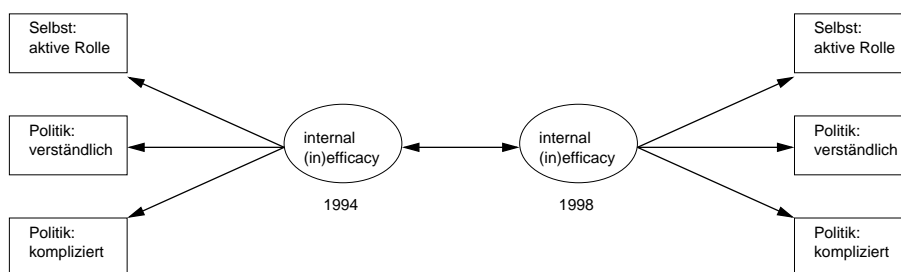 Selbst:
aktive Rolle
Politik:
verständlich
Politik:
kompliziert
internal
(in)efficacy
1994
internal
(in)efficacy
1998
Selbst:
aktive Rolle
Politik:
verständlich
Politik:
kompliziert